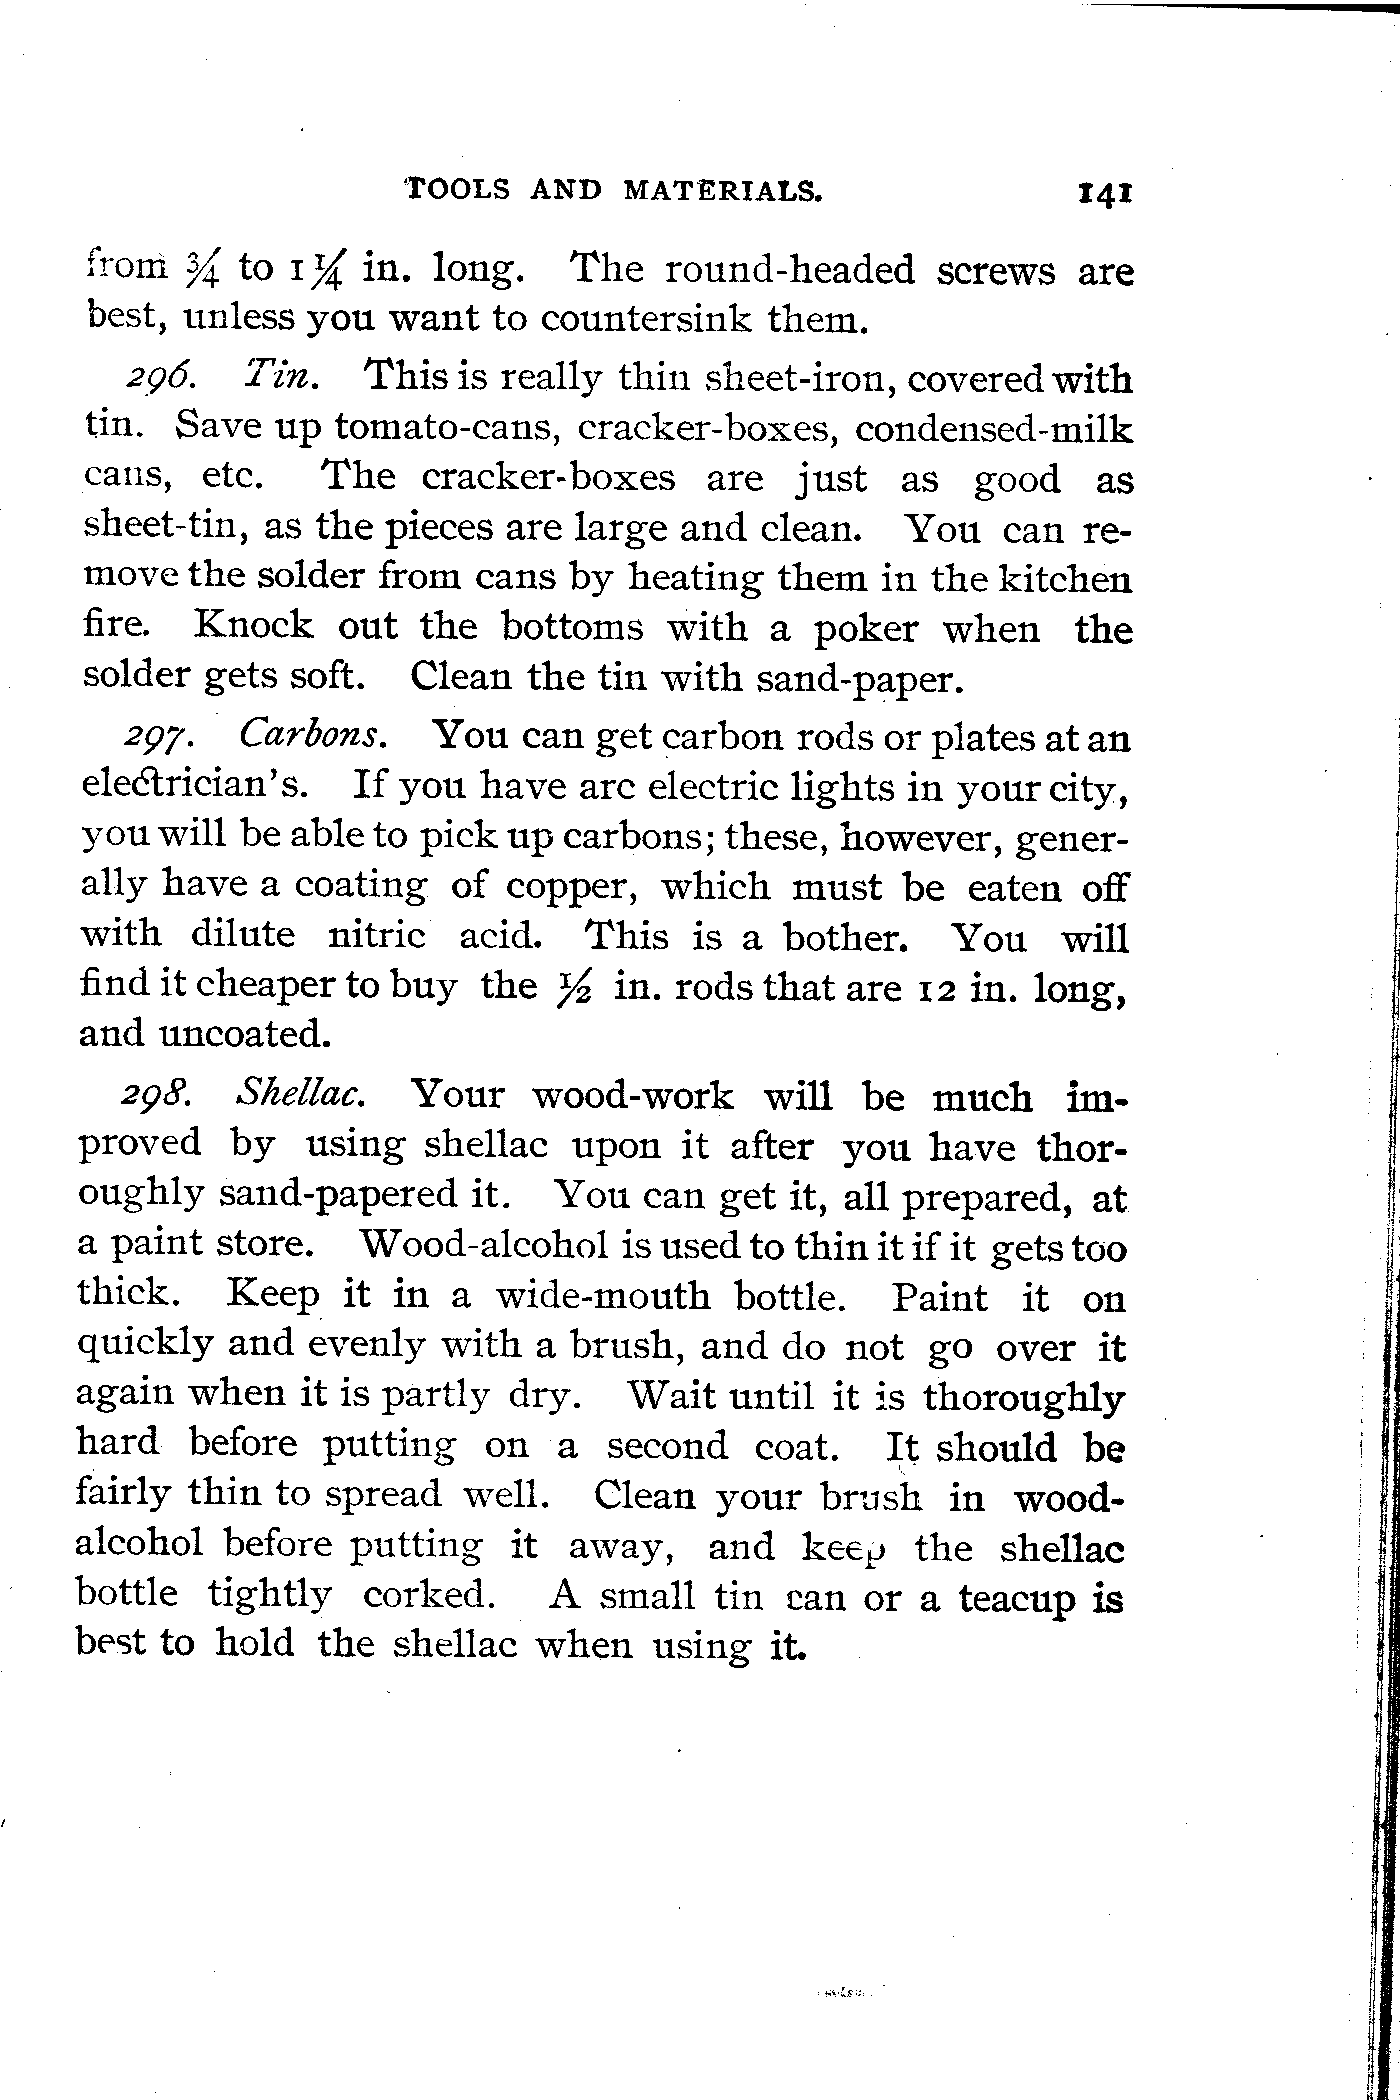 TOOLS AND MATERIALS. 141
from ¾ to 1¼ in. long. The round-headed screws are
best, unless you want to countersink them.
296. Tin. This is really thin sheet-iron, covered with
tin. Save up tomato-cans, cracker-boxes, condensed-milk
cans, etc. The cracker-boxes are just as good as
sheet-tin, as the pieces are large and clean. You can re-
move the solder from cans by heating them in the kitchen
fire. Knock out the bottoms with a poker when the
solder gets soft. Clean the tin with sand-paper.
297. Carbons. You can get carbon rods or plates at an
electrician's. If you have arc electric lights in your city,
you will be able to pick up carbons; these, however, gener-
ally have a coating of copper, which must be eaten off
with dilute nitric acid. This is a bother. You will
find it cheaper to buy the ½ in. rods that are 12 in. long,
and uncoated.
298. Shellac. Your wood-work will be much im-
proved by using shellac upon it after you have thor-
oughly sand-papered it. You can get it, all prepared, at
a paint store. Wood-alcohol is used to thin it if it gets too
thick. Keep it in a wide-mouth bottle. Paint it on
quickly and evenly with a brush, and do not go over it
again when it is partly dry. Wait until it is thoroughly
hard before putting on a second coat. It should be
fairly thin to spread well. Clean your brush in wood-
alcohol before putting it away, and keep the shellac
bottle tightly corked. A small tin can or a teacup is
best to hold the shellac when using it.